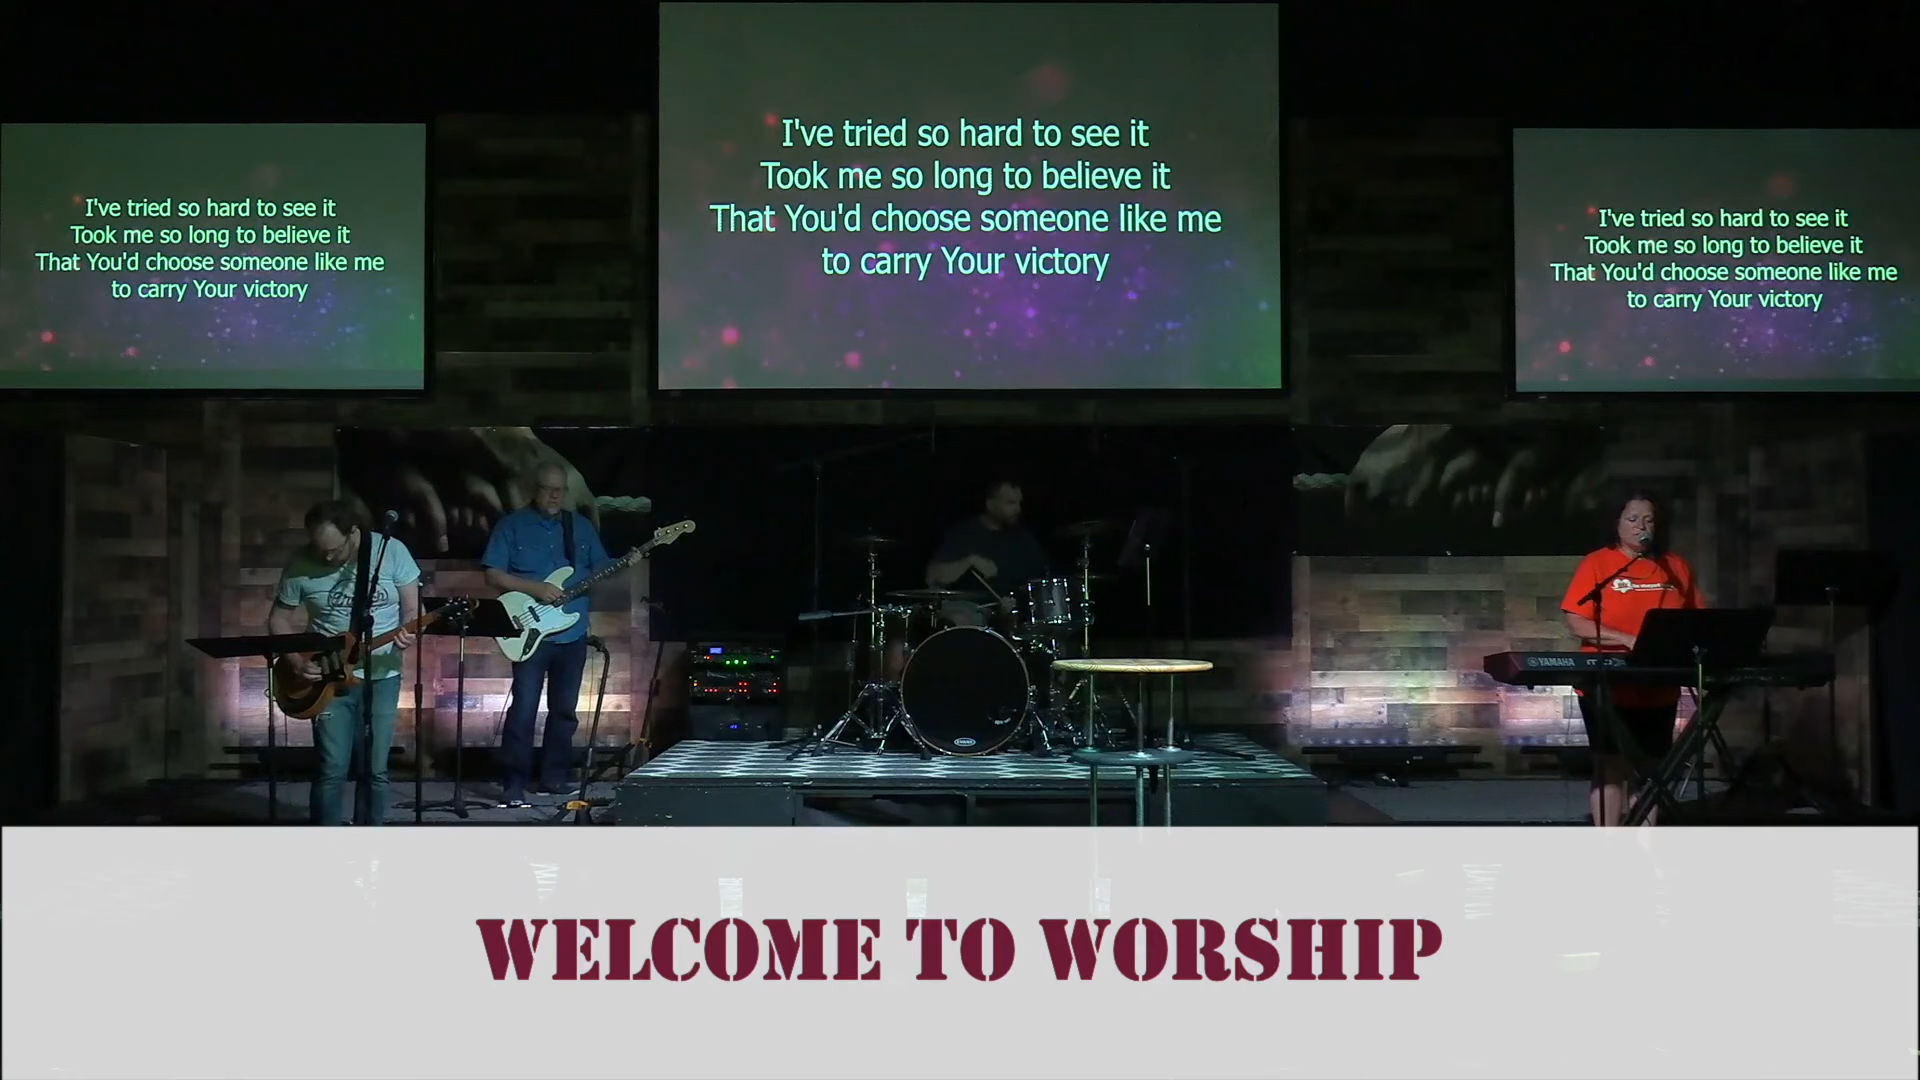 I've tried so hard to see it
Took me so long to believe it
That You'd choose someone like me
to carry Your victory
I've tried so hard to see it
Took me so long to believe it
That You'd choose someone like me
to carry Your victory
I've tried so hard to see it
Took me so long to believe it
That You'd choose someone like me
to carry Your victory
YAMAHA
WELCOME TO WORSHIP